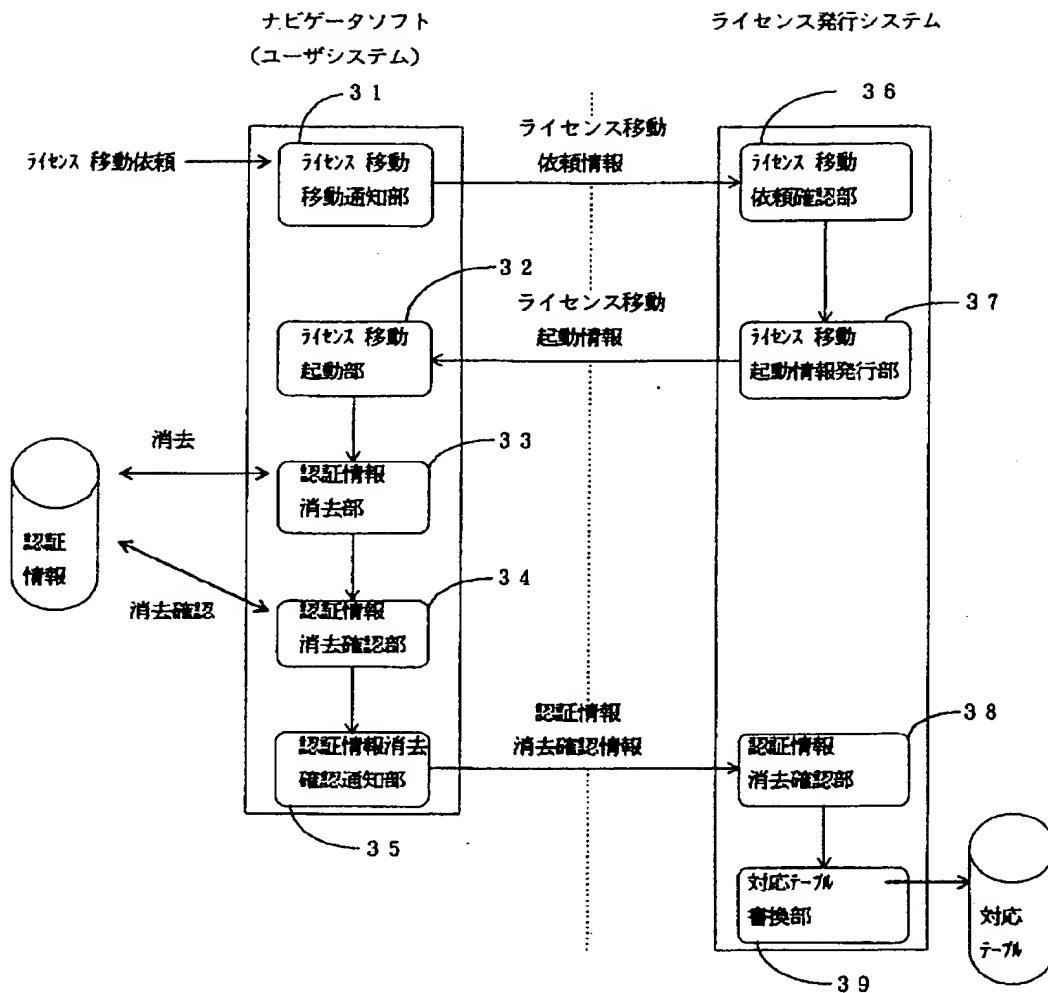 ナビゲータソフト
(ユーザシステム)
ライセンス発行システム
31
36
ライセンス 移動依頼
ライセンス 移動
移動通知部
ライセンス移動
依頼情報
ライセンス 移動
依頼確認部
32
37
ライセンス 移動
起動部
ライセンス移動
起動情報
ライセンス 移動
起動情報発行部
消去
33
認証情報
消去部
認証
情報
34
消去確認
認証情報
消去確認部
認証情報
消去確認情報
38
認証情報消去
確認通知部
認証情報
消去確認部
35
対応テーブル
書換部
対応
テーブル
39